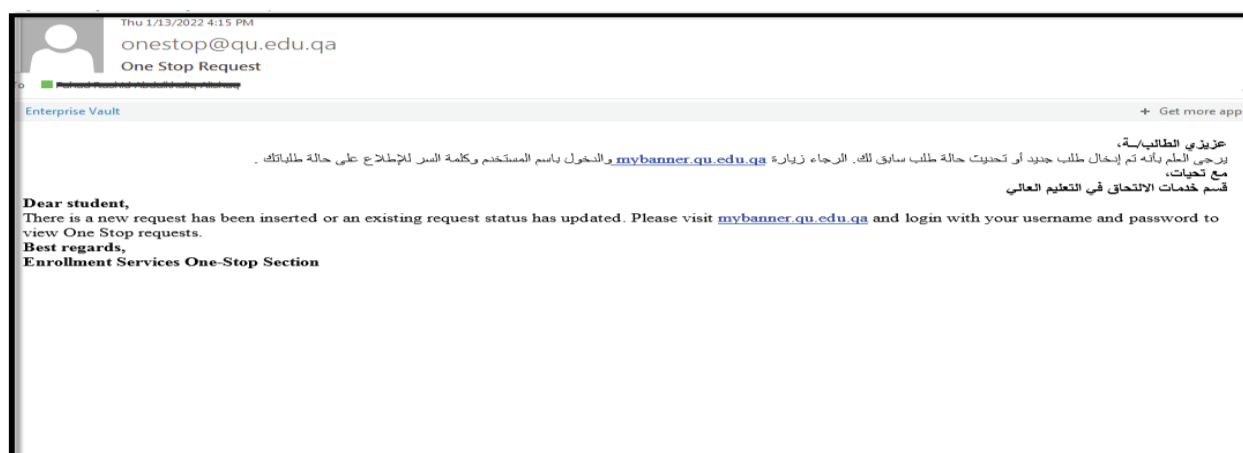 Thu 1/13/2022 4:15 PM
onestop@qu.edu.qa
One Stop Request
Enterprise Vault
+ Get more app
عزيزي الطالب/ــة،
يرجى العلم بأنه تم إدخال طلب جديد أو تحديث حالة طلب سابق لك. الرجاء زيارة mybanner.qu.edu.qa والدخول باسم المستخدم وكلمة السر للإطلاع على حالة طلباتك .
مع تحيات،
قسم خدمات الالتحاق في التعليم العالي
Dear student,
There is a new request has been inserted or an existing request status has updated. Please visit mybanner.qu.edu.qa and login with your username and password to
view One Stop requests.
Best regards,
Enrollment Services One-Stop Section